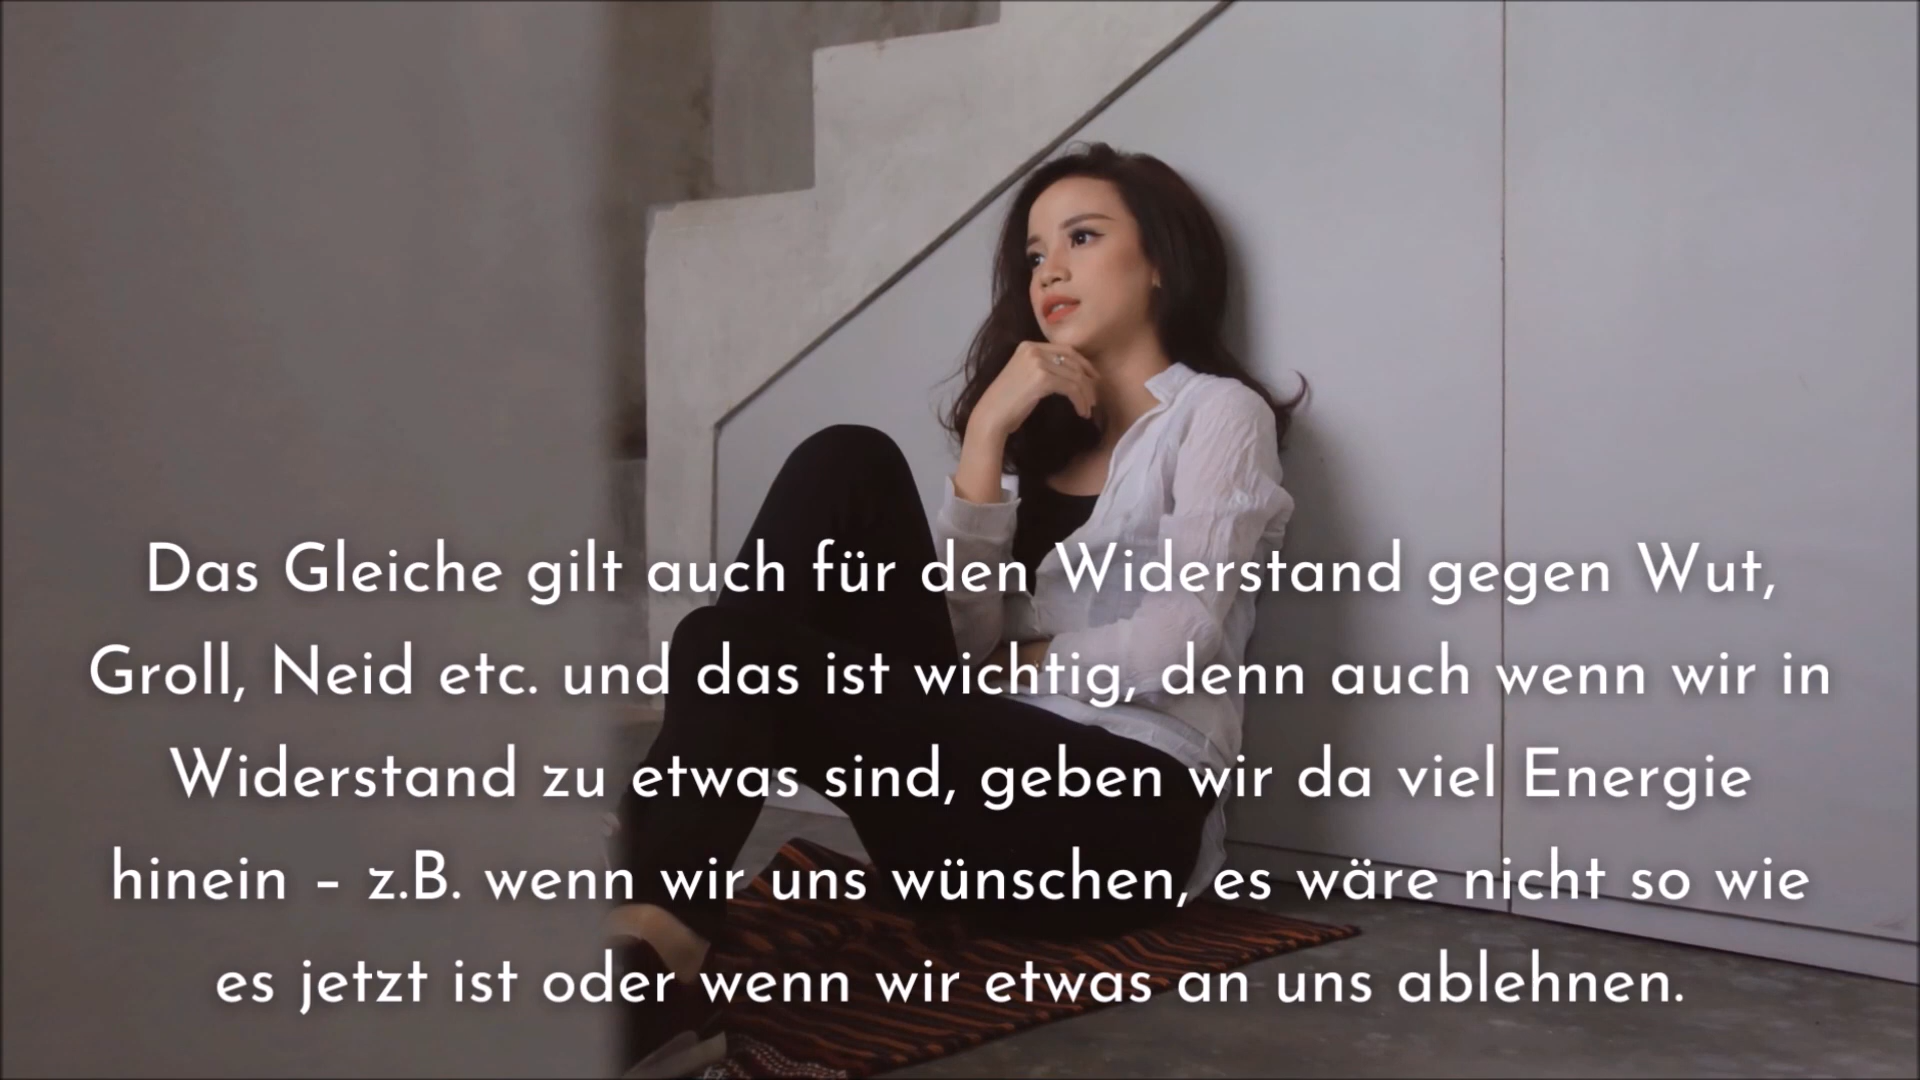 Das Gleiche gilt auch für den Widerstand gegen Wut,
Groll, Neid etc. und das ist wichtig, denn auch wenn wir in
Widerstand zu etwas sind, geben wir da viel Energie
hinein – z.B. wenn wir uns wünschen, es wäre nicht so wie
es jetzt ist oder wenn wir etwas an uns ablehnen.